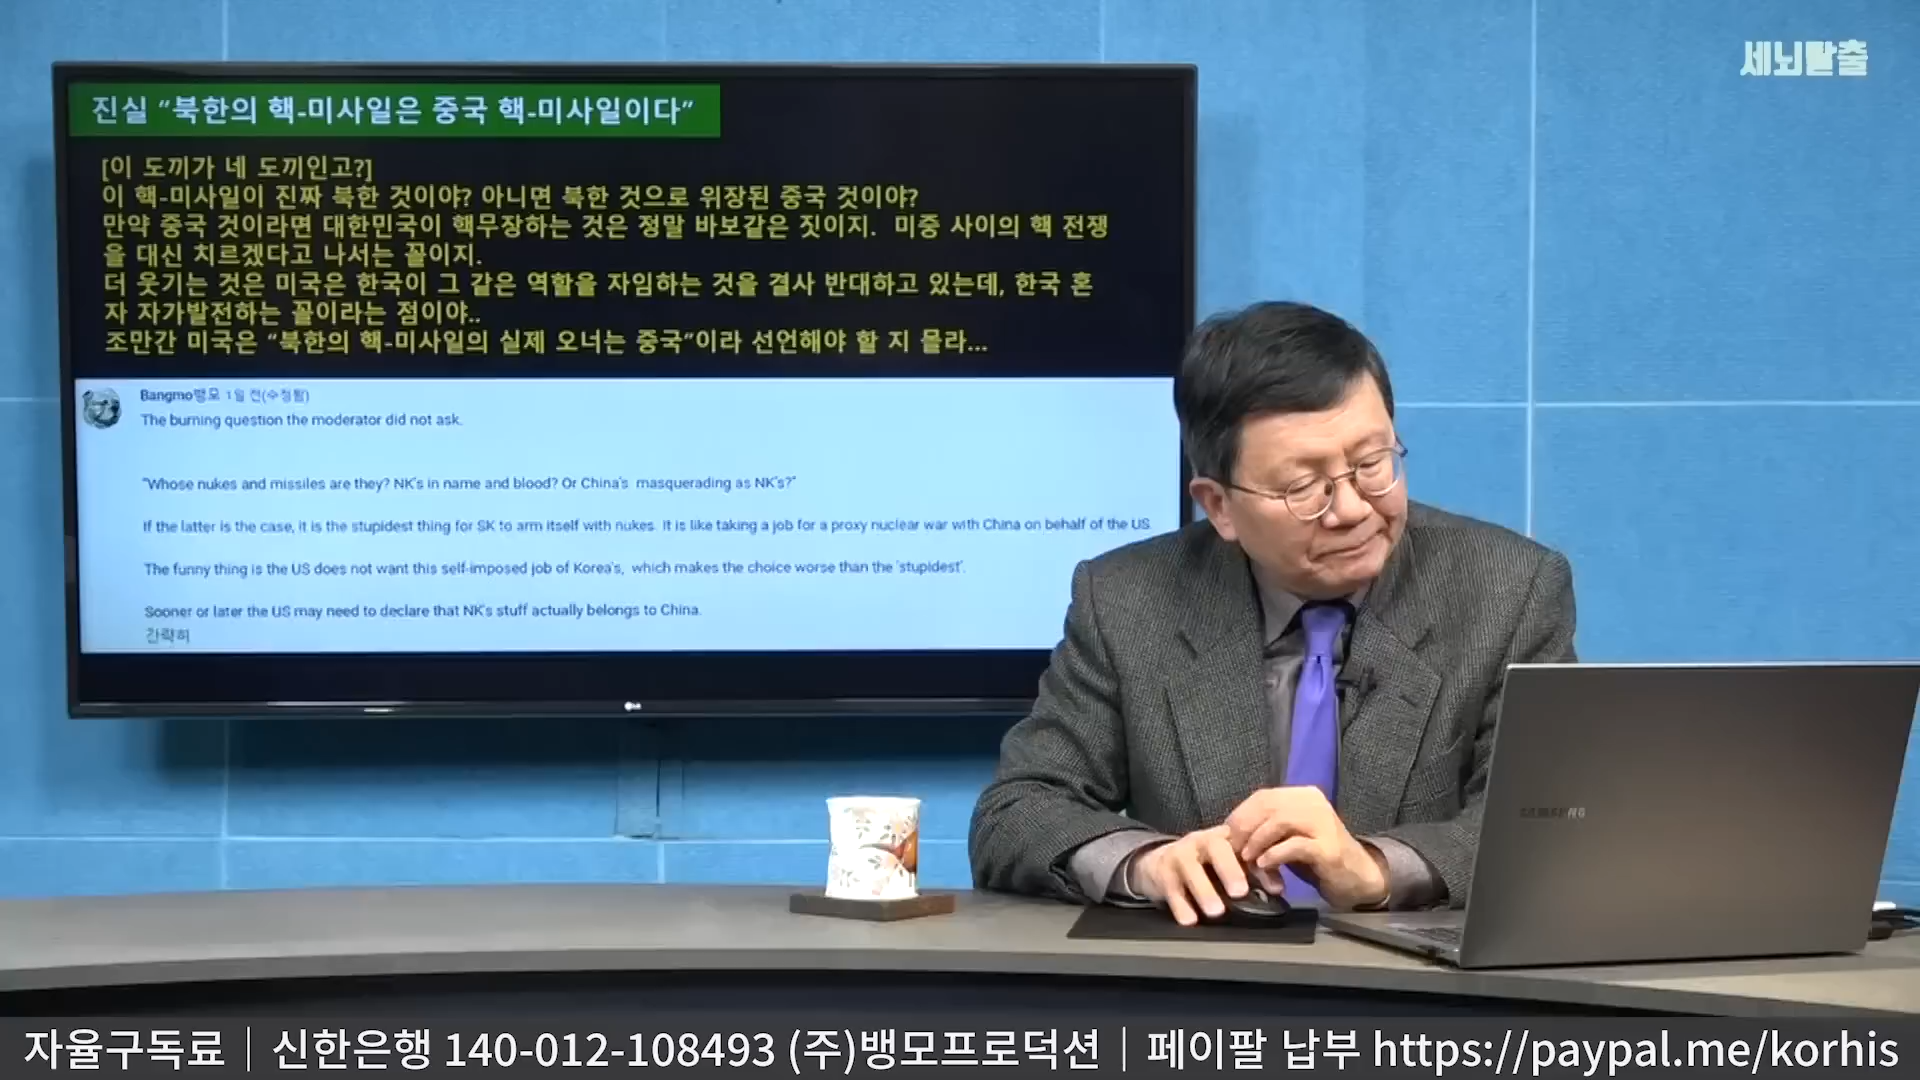 세뇌탈출
진실 “북한의 핵-미사일은 중국 핵-미사일이다”
[이 도끼가 네 도끼인고?]
이 핵-미사일이 진짜 북한 것이야? 아니면 북한 것으로 위장된 중국 것이야?
만약 중국 것이라면 대한민국이 핵무장하는 것은 정말 바보같은 짓이지. 미중 사이의 핵 전쟁
을 대신 치르겠다고 나서는 꼴이지.
더 웃기는 것은 미국은 한국이 그 같은 역할을 자임하는 것을 결사 반대하고 있는데, 한국 혼
자 자가발전하는 꼴이라는 점이야..
조만간 미국은 “북한의 핵-미사일의 실제 오너는 중국”이라 선언해야 할 지 몰라...
Bangmo뱅모 1일 전(수정됨)
The burning question the moderator did not ask.
"Whose nukes and missiles are they? NK's in name and blood? Or China's masquerading as NK's?"
If the latter is the case, it is the stupidest thing for SK to arm itself with nukes. It is like taking a job for a proxy nuclear war with China on behalf of the US.
The funny thing is the US does not want this self-imposed job of Korea's, which makes the choice worse than the 'stupidest'.
Sooner or later the US may need to declare that NK's stuff actually belongs to China.
간략히
LG
SAMSUNG
자율구독료 | 신한은행 140-012-108493 (주)뱅모프로덕션 | 페이팔 납부 https://paypal.me/korhis